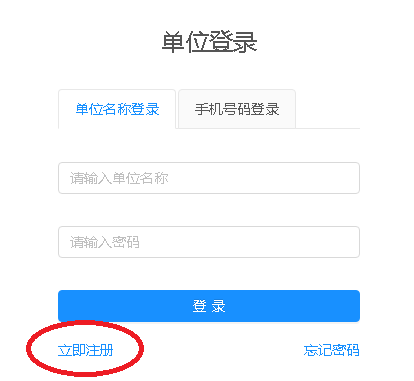 单位登录
单位名称登录 手机号码登录
请输入单位名称
请输入密码
登 录
立即注册 忘记密码